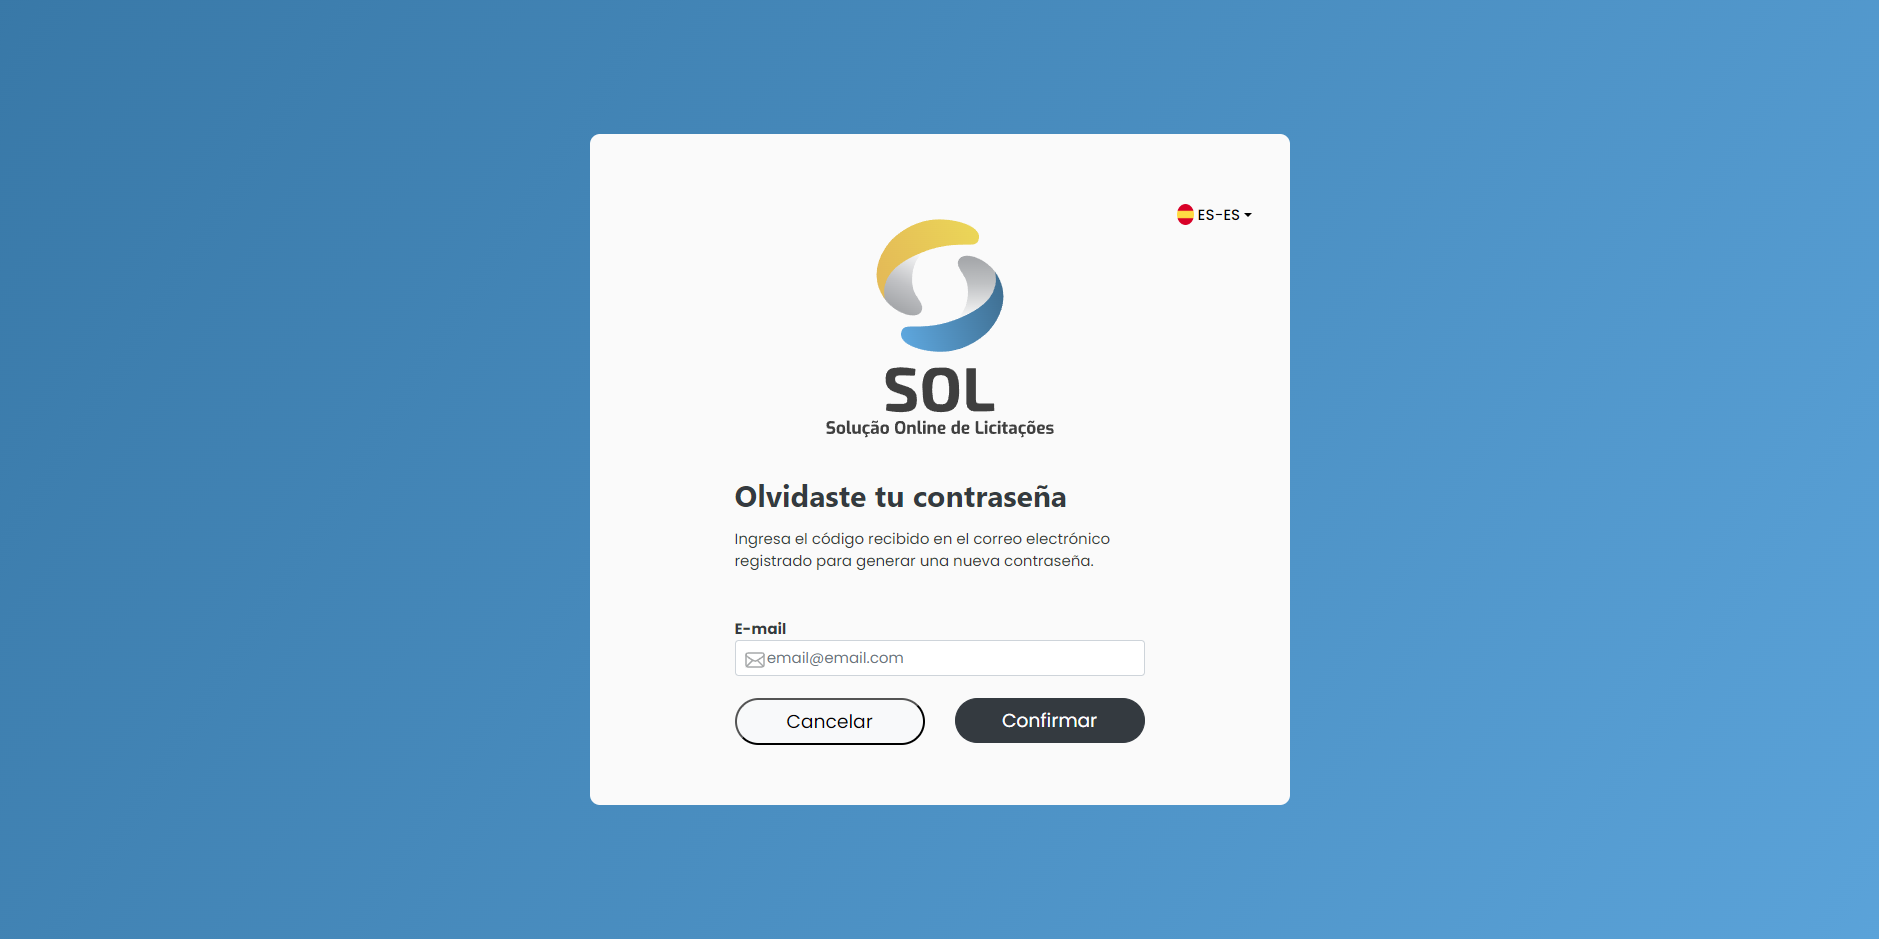 ES-ES
SOL
Solução Online de Licitações
Olvidaste tu contraseña
Ingresa el código recibido en el correo electrónico
registrado para generar una nueva contraseña.
E-mail
email@email.com
Cancelar
Confirmar